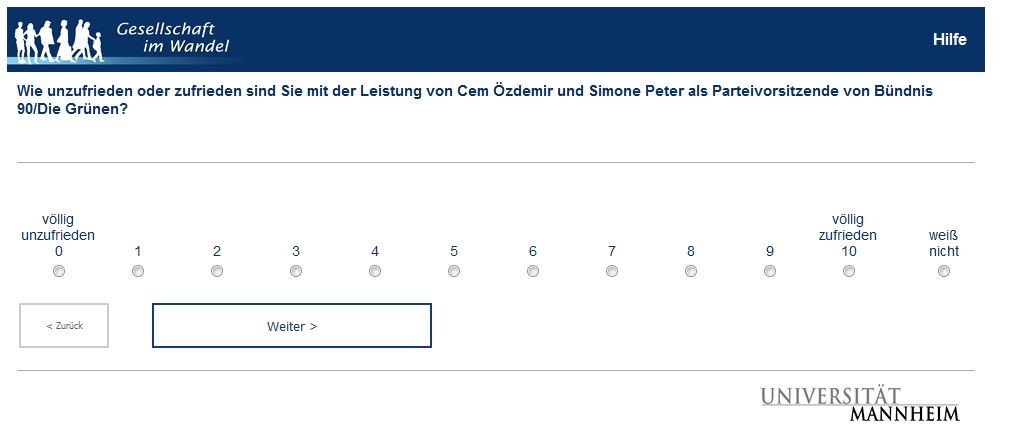 Gesellschaft
im Wandel
Hilfe
Wie unzufrieden oder zufrieden sind Sie mit der Leistung von Cem Özdemir und Simone Peter als Parteivorsitzende von Bündnis
90/Die Grünen?
völlig
unzufrieden
0
1
2
3
4
5
6
7
8
9
völlig
zufrieden
10
weiß
nicht
< Zurück
Weiter >
UNIVERSITÄT
MANNHEIM